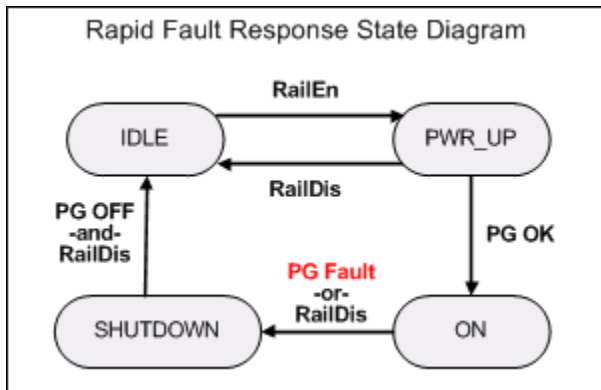 Rapid Fault Response State Diagram
RailEn
IDLE
PWR_UP
RailDis
PG OFF
-and-
RailDis
PG OK
PG Fault
-or-
RailDis
SHUTDOWN
ON